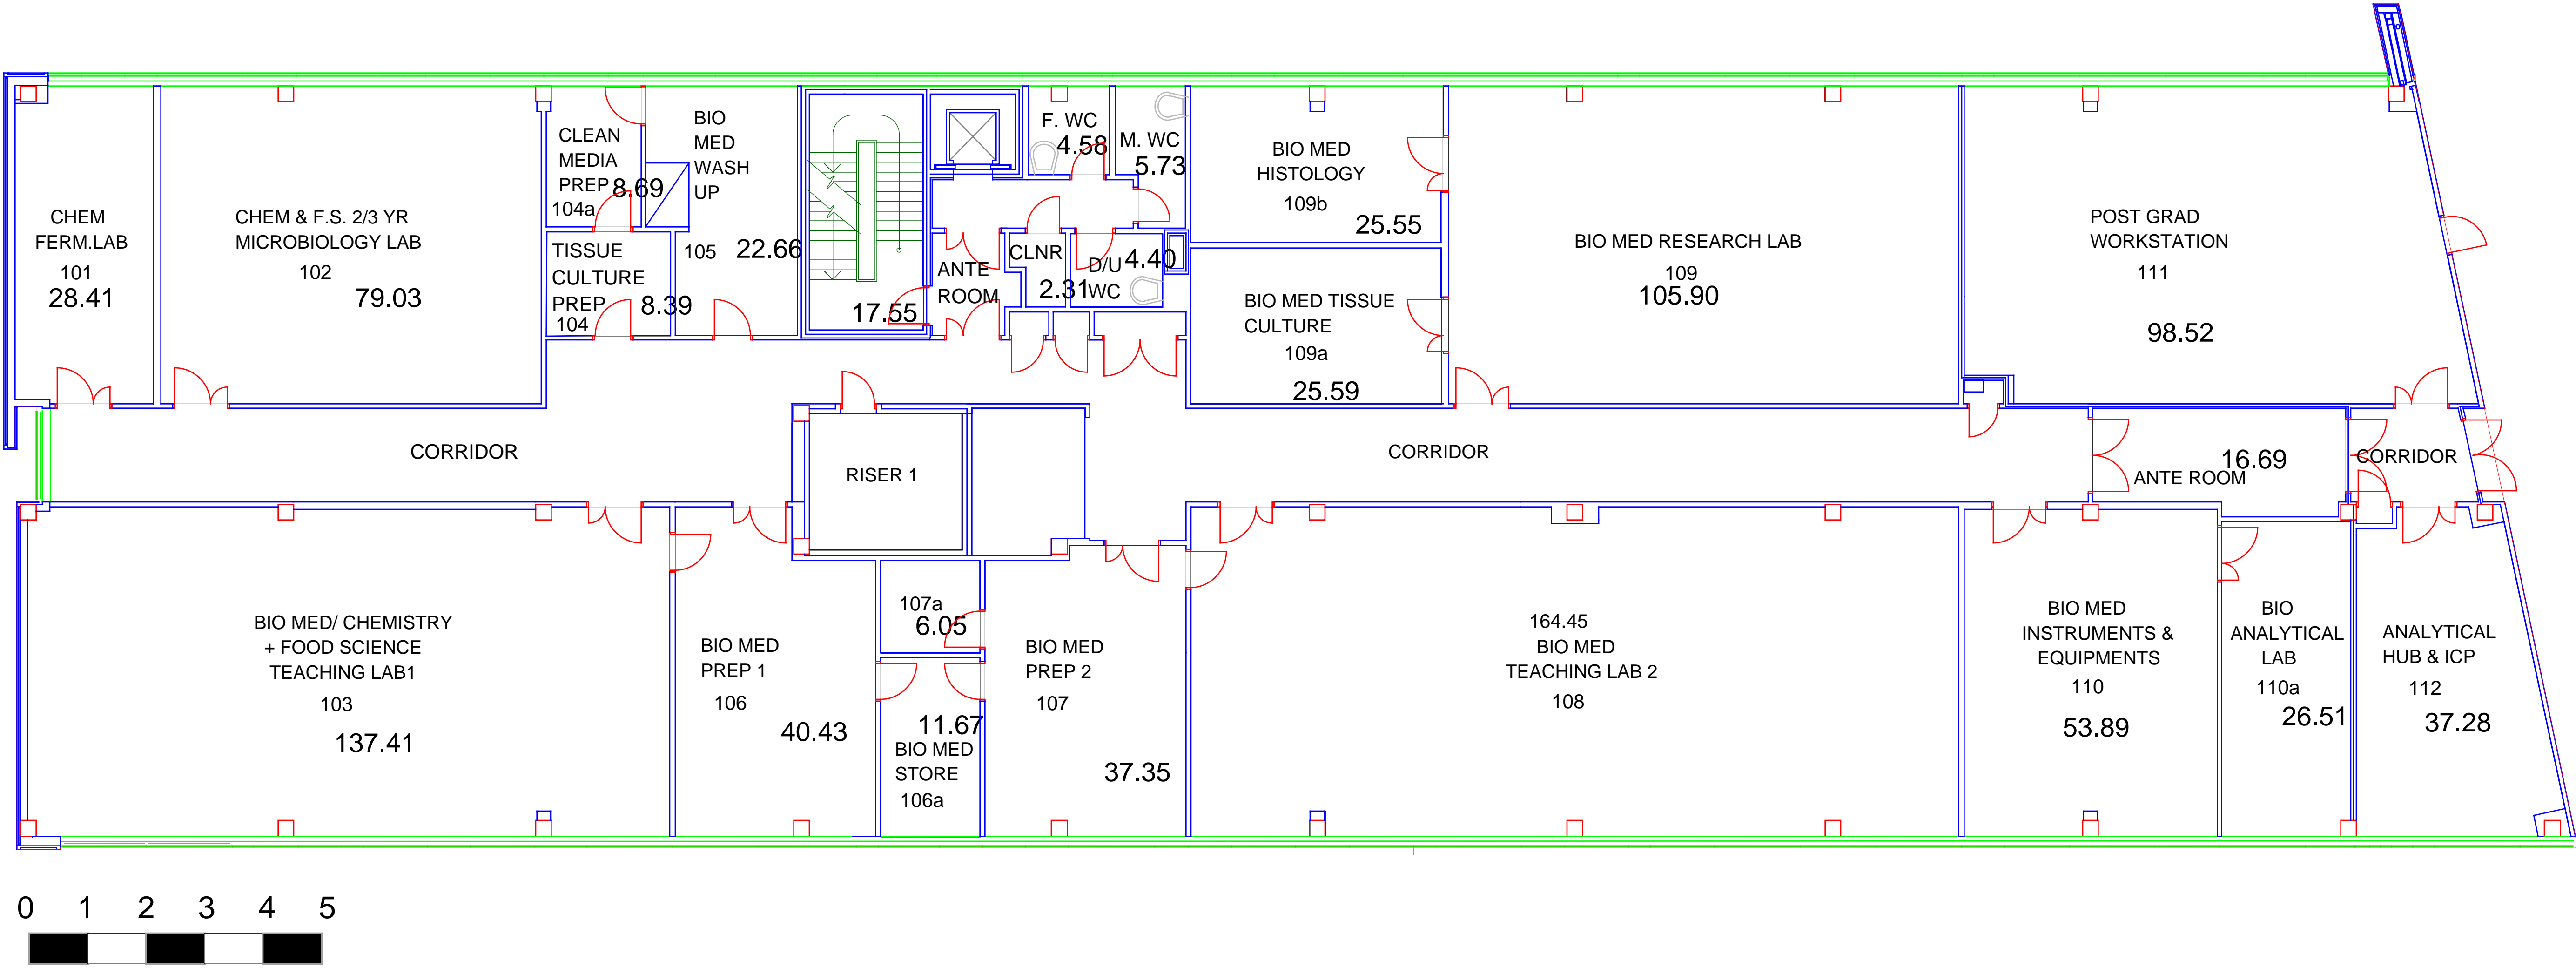 CHEM
FERM.LAB
101
28.41
CHEM & F.S. 2/3 YR
MICROBIOLOGY LAB
102
79.03
CLEAN
MEDIA
PREP
8.69
104a
TISSUE
CULTURE
PREP
8.39
104
BIO
MED
WASH
UP
105
22.66
17.55
ANTE
ROOM
F. WC
4.58
M. WC
5.73
CLNR
2.31
D/U
WC
4.40
BIO MED
HISTOLOGY
109b
25.55
BIO MED TISSUE
CULTURE
109a
25.59
BIO MED RESEARCH LAB
109
105.90
POST GRAD
WORKSTATION
111
98.52
CORRIDOR
RISER 1
CORRIDOR
ANTE ROOM
16.69
CORRIDOR
BIO MED/ CHEMISTRY
+ FOOD SCIENCE
TEACHING LAB1
103
137.41
BIO MED
PREP 1
106
40.43
107a
6.05
11.67
BIO MED
STORE
106a
BIO MED
PREP 2
107
37.35
164.45
BIO MED
TEACHING LAB 2
108
BIO MED
INSTRUMENTS &
EQUIPMENTS
110
53.89
BIO
ANALYTICAL
LAB
110a
26.51
ANALYTICAL
HUB & ICP
112
37.28
0 1 2 3 4 5